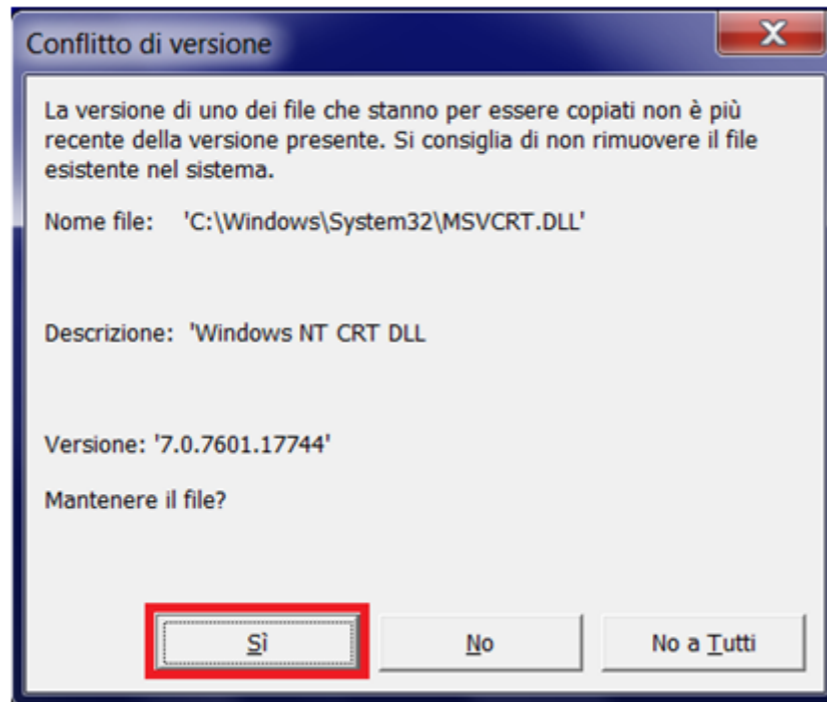 Conflitto di versione
La versione di uno dei file che stanno per essere copiati non è più
recente della versione presente. Si consiglia di non rimuovere il file
esistente nel sistema.
Nome file: 'C:\Windows\System32\MSVCRT.DLL'
Descrizione: 'Windows NT CRT DLL
Versione: '7.0.7601.17744'
Mantenere il file?
Sì No No a Tutti